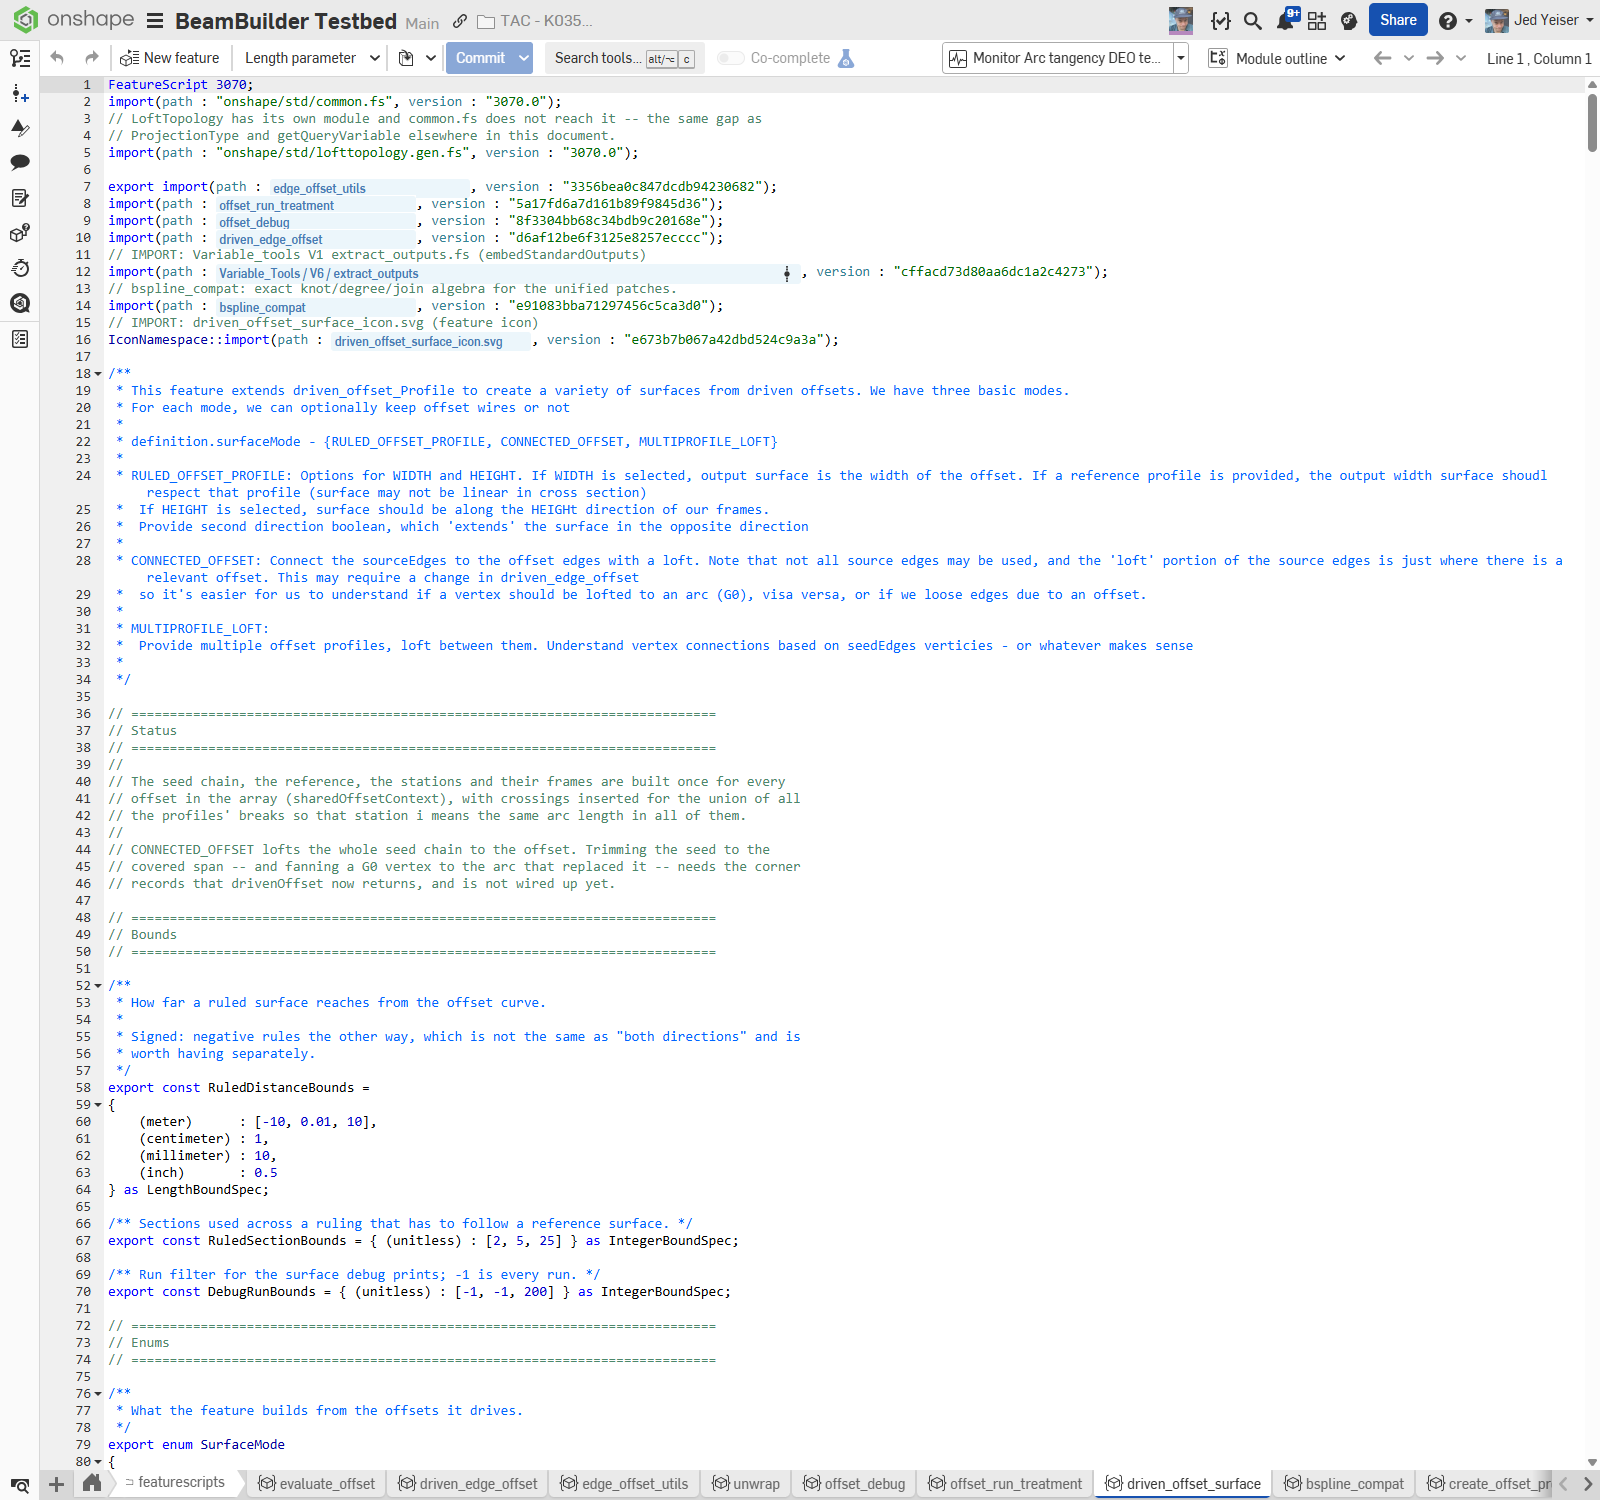 onshape BeamBuilder Testbed Main TAC - K035... 9+ Share Jed Yeiser
New feature Length parameter Commit Search tools... alt/⌥ c Co-complete Monitor Arc tangency DEO te... Module outline Line 1 , Column 1
1 FeatureScript 3070;
2 import(path : "onshape/std/common.fs", version : "3070.0");
3 // LoftTopology has its own module and common.fs does not reach it -- the same gap as
4 // ProjectionType and getQueryVariable elsewhere in this document.
5 import(path : "onshape/std/lofttopology.gen.fs", version : "3070.0");
6
7 export import(path : edge_offset_utils , version : "3356bea0c847dcdb94230682");
8 import(path : offset_run_treatment , version : "5a17fd6a7d161b89f9845d36");
9 import(path : offset_debug , version : "8f3304bb68c34bdb9c20168e");
10 import(path : driven_edge_offset , version : "d6af12be6f3125e8257ecccc");
11 // IMPORT: Variable_tools V1 extract_outputs.fs (embedStandardOutputs)
12 import(path : Variable_Tools / V6 / extract_outputs , version : "cffacd73d80aa6dc1a2c4273");
13 // bspline_compat: exact knot/degree/join algebra for the unified patches.
14 import(path : bspline_compat , version : "e91083bba71297456c5ca3d0");
15 // IMPORT: driven_offset_surface_icon.svg (feature icon)
16 IconNamespace::import(path : driven_offset_surface_icon.svg , version : "e673b7b067a42dbd524c9a3a");
17
18 /**
19 * This feature extends driven_offset_Profile to create a variety of surfaces from driven offsets. We have three basic modes.
20 * For each mode, we can optionally keep offset wires or not
21 *
22 * definition.surfaceMode - {RULED_OFFSET_PROFILE, CONNECTED_OFFSET, MULTIPROFILE_LOFT}
23 *
24 * RULED_OFFSET_PROFILE: Options for WIDTH and HEIGHT. If WIDTH is selected, output surface is the width of the offset. If a reference profile is provided, the output width surface shoudl
respect that profile (surface may not be linear in cross section)
25 * If HEIGHT is selected, surface should be along the HEIGHt direction of our frames.
26 * Provide second direction boolean, which 'extends' the surface in the opposite direction
27 *
28 * CONNECTED_OFFSET: Connect the sourceEdges to the offset edges with a loft. Note that not all source edges may be used, and the 'loft' portion of the source edges is just where there is a
relevant offset. This may require a change in driven_edge_offset
29 * so it's easier for us to understand if a vertex should be lofted to an arc (G0), visa versa, or if we loose edges due to an offset.
30 *
31 * MULTIPROFILE_LOFT:
32 * Provide multiple offset profiles, loft between them. Understand vertex connections based on seedEdges verticies - or whatever makes sense
33 *
34 */
35
36 // ============================================================================
37 // Status
38 // ============================================================================
39 //
40 // The seed chain, the reference, the stations and their frames are built once for every
41 // offset in the array (sharedOffsetContext), with crossings inserted for the union of all
42 // the profiles' breaks so that station i means the same arc length in all of them.
43 //
44 // CONNECTED_OFFSET lofts the whole seed chain to the offset. Trimming the seed to the
45 // covered span -- and fanning a G0 vertex to the arc that replaced it -- needs the corner
46 // records that drivenOffset now returns, and is not wired up yet.
47
48 // ============================================================================
49 // Bounds
50 // ============================================================================
51
52 /**
53 * How far a ruled surface reaches from the offset curve.
54 *
55 * Signed: negative rules the other way, which is not the same as "both directions" and is
56 * worth having separately.
57 */
58 export const RuledDistanceBounds =
59 {
60 (meter) : [-10, 0.01, 10],
61 (centimeter) : 1,
62 (millimeter) : 10,
63 (inch) : 0.5
64 } as LengthBoundSpec;
65
66 /** Sections used across a ruling that has to follow a reference surface. */
67 export const RuledSectionBounds = { (unitless) : [2, 5, 25] } as IntegerBoundSpec;
68
69 /** Run filter for the surface debug prints; -1 is every run. */
70 export const DebugRunBounds = { (unitless) : [-1, -1, 200] } as IntegerBoundSpec;
71
72 // ============================================================================
73 // Enums
74 // ============================================================================
75
76 /**
77 * What the feature builds from the offsets it drives.
78 */
79 export enum SurfaceMode
80 {
featurescripts evaluate_offset driven_edge_offset edge_offset_utils unwrap offset_debug offset_run_treatment driven_offset_surface bspline_compat create_offset_pr